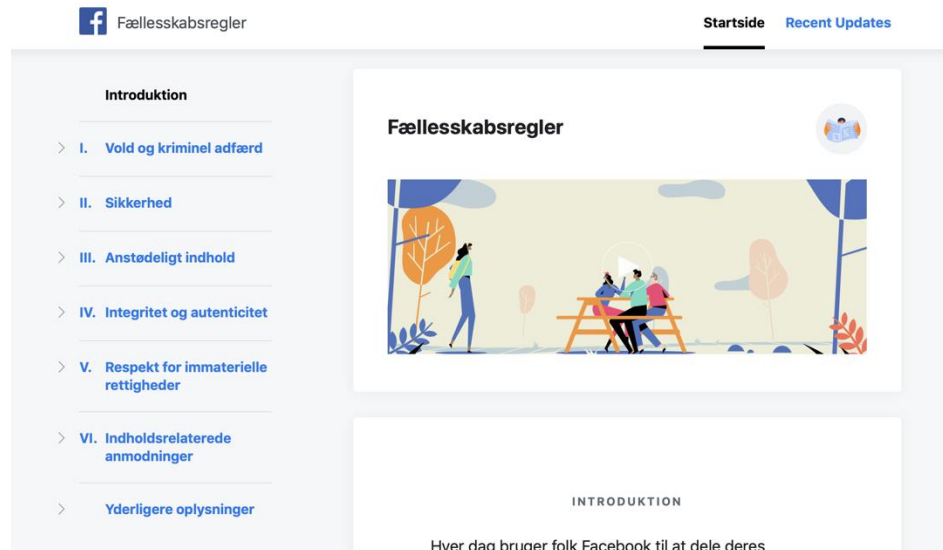 Fællesskabsregler
Startside Recent Updates
Introduktion
I. Vold og kriminel adfærd
II. Sikkerhed
III. Anstødeligt indhold
IV. Integritet og autenticitet
V. Respekt for immaterielle
rettigheder
VI. Indholdsrelaterede
anmodninger
Yderligere oplysninger
Fællesskabsregler
INTRODUKTION
Hver dag bruger folk Facebook til at dele deres